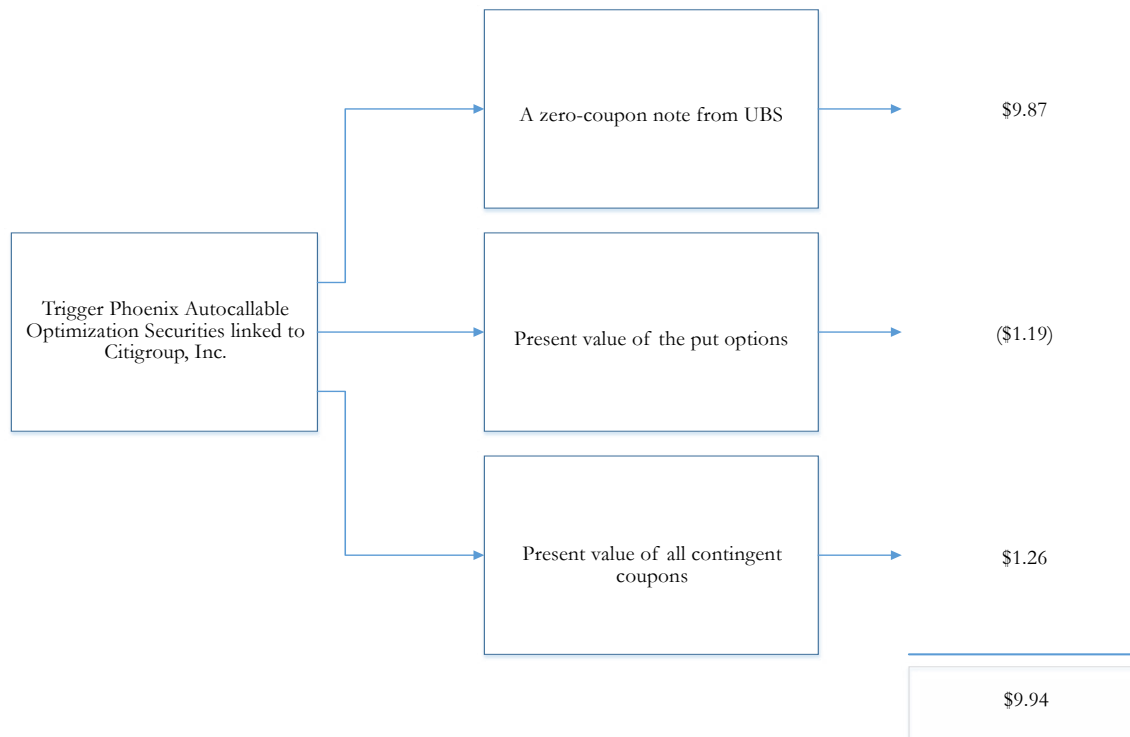 A zero-coupon note from UBS
$9.87
Trigger Phoenix Autocallable
Optimization Securities linked to
Citigroup, Inc.
Present value of the put options
($1.19)
Present value of all contingent
coupons
$1.26
$9.94